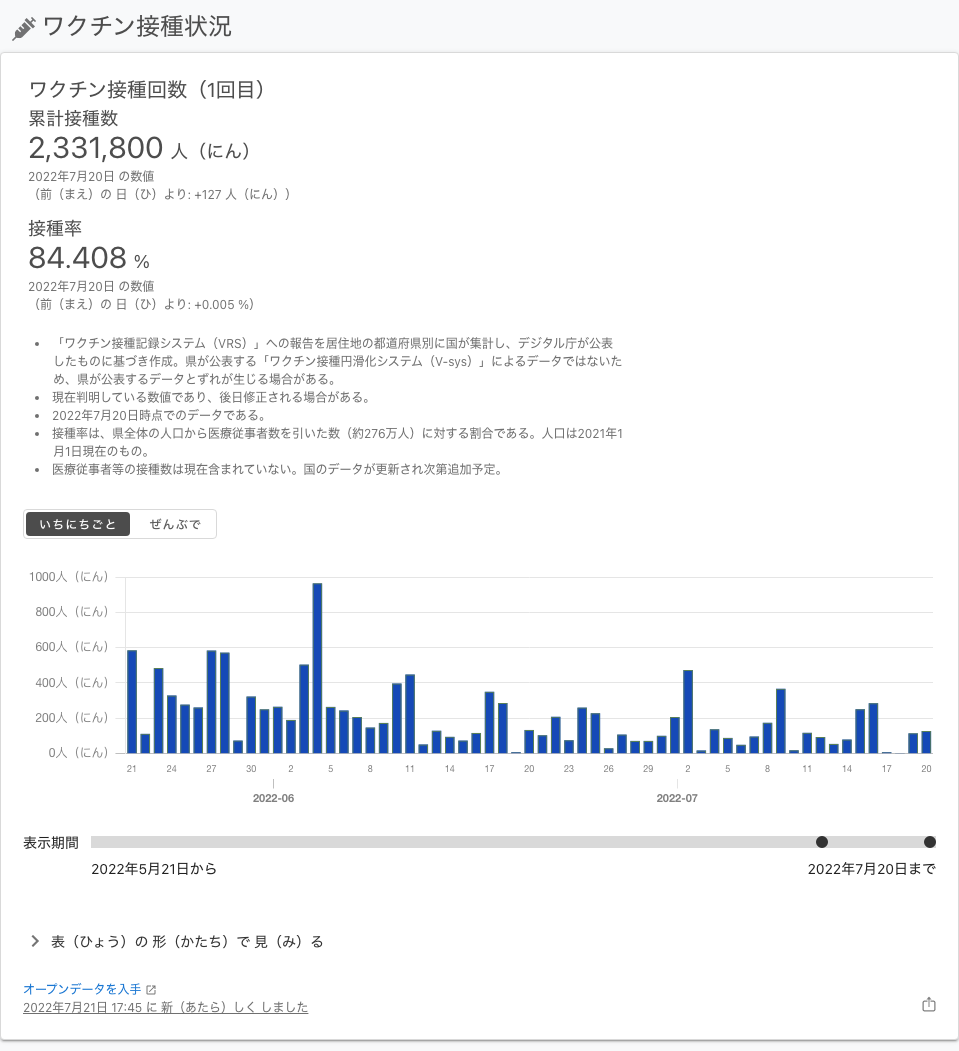 ワクチン接種状況
ワクチン接種回数（1回目）
累計接種数
2,331,800 人（にん）
2022年7月20日 の数値
（前（まえ）の 日（ひ）より: +127 人（にん））
接種率
84.408 %
2022年7月20日 の数値
（前（まえ）の 日（ひ）より: +0.005 %）
• 「ワクチン接種記録システム（VRS）」への報告を居住地の都道府県別に国が集計し、デジタル庁が公表
したものに基づき作成。県が公表する「ワクチン接種円滑化システム（V-sys）」によるデータではないた
め、県が公表するデータとずれが生じる場合がある。
• 現在判明している数値であり、後日修正される場合がある。
• 2022年7月20日時点でのデータである。
• 接種率は、県全体の人口から医療従事者数を引いた数（約276万人）に対する割合である。人口は2021年1
月1日現在のもの。
• 医療従事者等の接種数は現在含まれていない。国のデータが更新され次第追加予定。
いちにちごと ぜんぶで
1000人（にん）
800人（にん）
600人（にん）
400人（にん）
200人（にん）
0人（にん）
21 24 27 30 2 5 8 11 14 17 20 23 26 29 2 5 8 11 14 17 20
2022-06 2022-07
表示期間
2022年5月21日から 2022年7月20日まで
表（ひょう）の 形（かたち）で 見（み）る
オープンデータを入手
2022年7月21日 17:45 に 新（あたら）しく しました